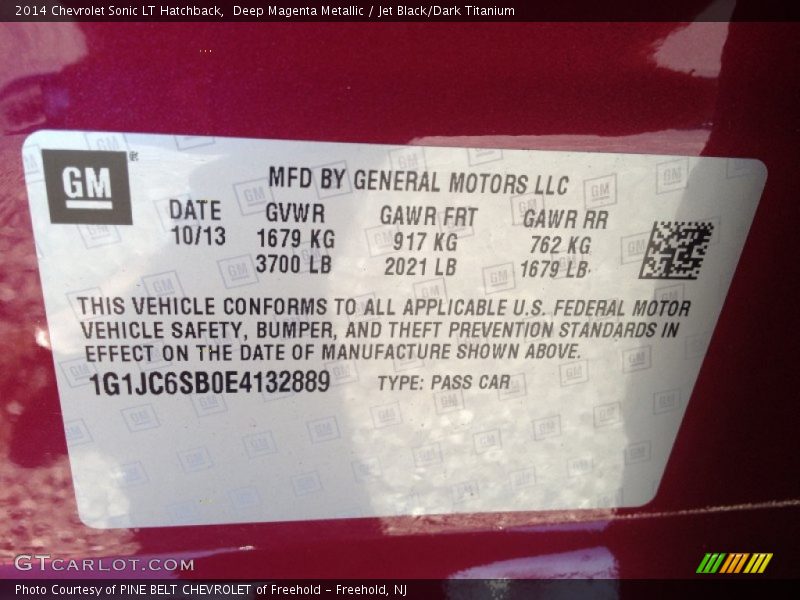 2014 Chevrolet Sonic LT Hatchback,  Deep Magenta Metallic / Jet Black/Dark Titanium
GM®
MFD BY GENERAL MOTORS LLC
DATE GVWR GAWR FRT GAWR RR
10/13 1679 KG 917 KG 762 KG
3700 LB 2021 LB 1679 LB
THIS VEHICLE CONFORMS TO ALL APPLICABLE U.S. FEDERAL MOTOR
VEHICLE SAFETY, BUMPER, AND THEFT PREVENTION STANDARDS IN
EFFECT ON THE DATE OF MANUFACTURE SHOWN ABOVE.
1G1JC6SB0E4132889 TYPE: PASS CAR
GTCARLOT.COM
Photo Courtesy of PINE BELT CHEVROLET of Freehold - Freehold, NJ